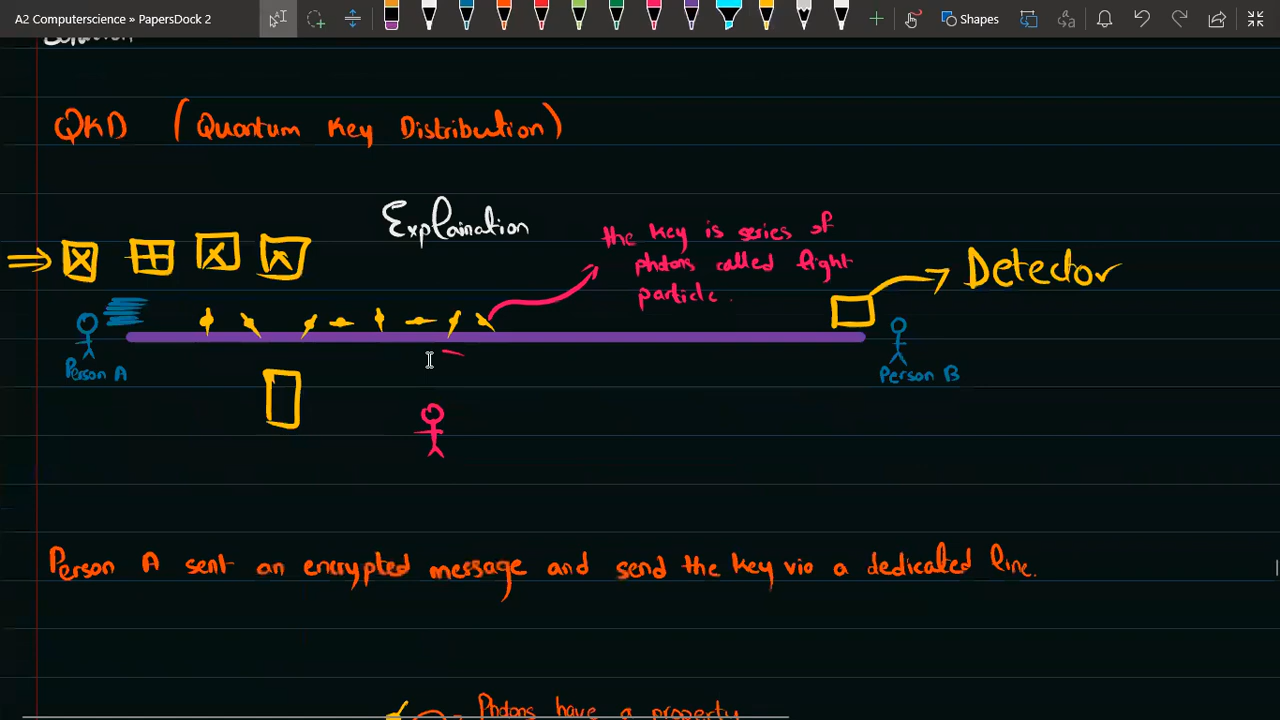 A2 Computerscience » PapersDock 2
Shapes
Solution
QKD (Quantum Key Distribution)
Explaination
the key is series of
photons called light
particle.
Detector
Person A
Person B
Person A sent an encrypted message and send the key via a dedicated line.
Photons have a property